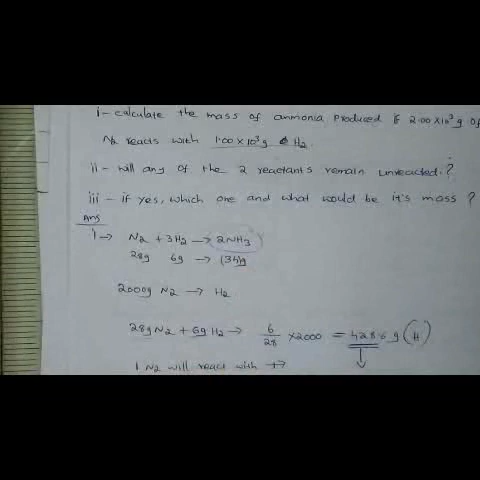 i - calculate the mass of ammonia produced if 2.00 x 10³ g of
N2 reacts with 1.00 x 10³ g H2.
ii - will any of the 2 reactants remain unreacted?
iii - if yes, which one and what would be it's mass?
Ans
i → N2 + 3H2 → 2NH3
28g 6g → (34)g
2000g N2 → H2
28g N2 + 6g H2 → 6/28 x 2000 = 428.6 g (H)
1 N2 will react with